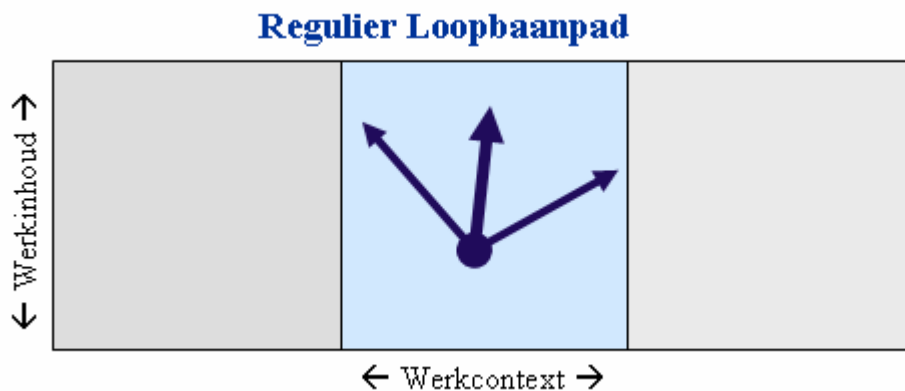 Regulier Loopbaanpad
← Werkinhoud →
← Werkcontext →